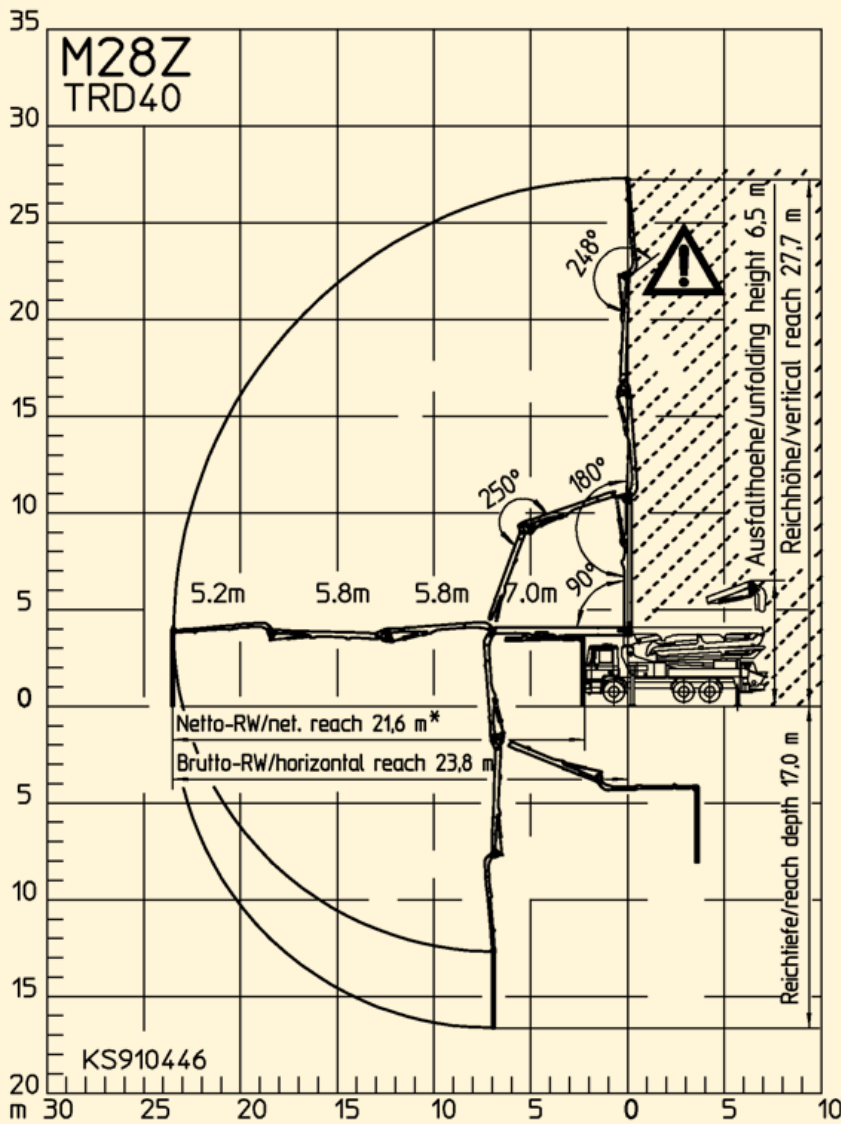 35
M28Z
TRD40
30
25
20
15
10
5
0
5
10
15
20
m 30 25 20 15 10 5 0 5 10
248°
250°
180°
90°
5.2m 5.8m 5.8m 7.0m
Netto-RW/net. reach 21,6 m*
Brutto-RW/horizontal reach 23,8 m
Ausfalthoehe/unfolding height 6,5 m
Reichhöhe/vertical reach 27,7 m
Reichtiefe/reach depth 17,0 m
!
KS910446